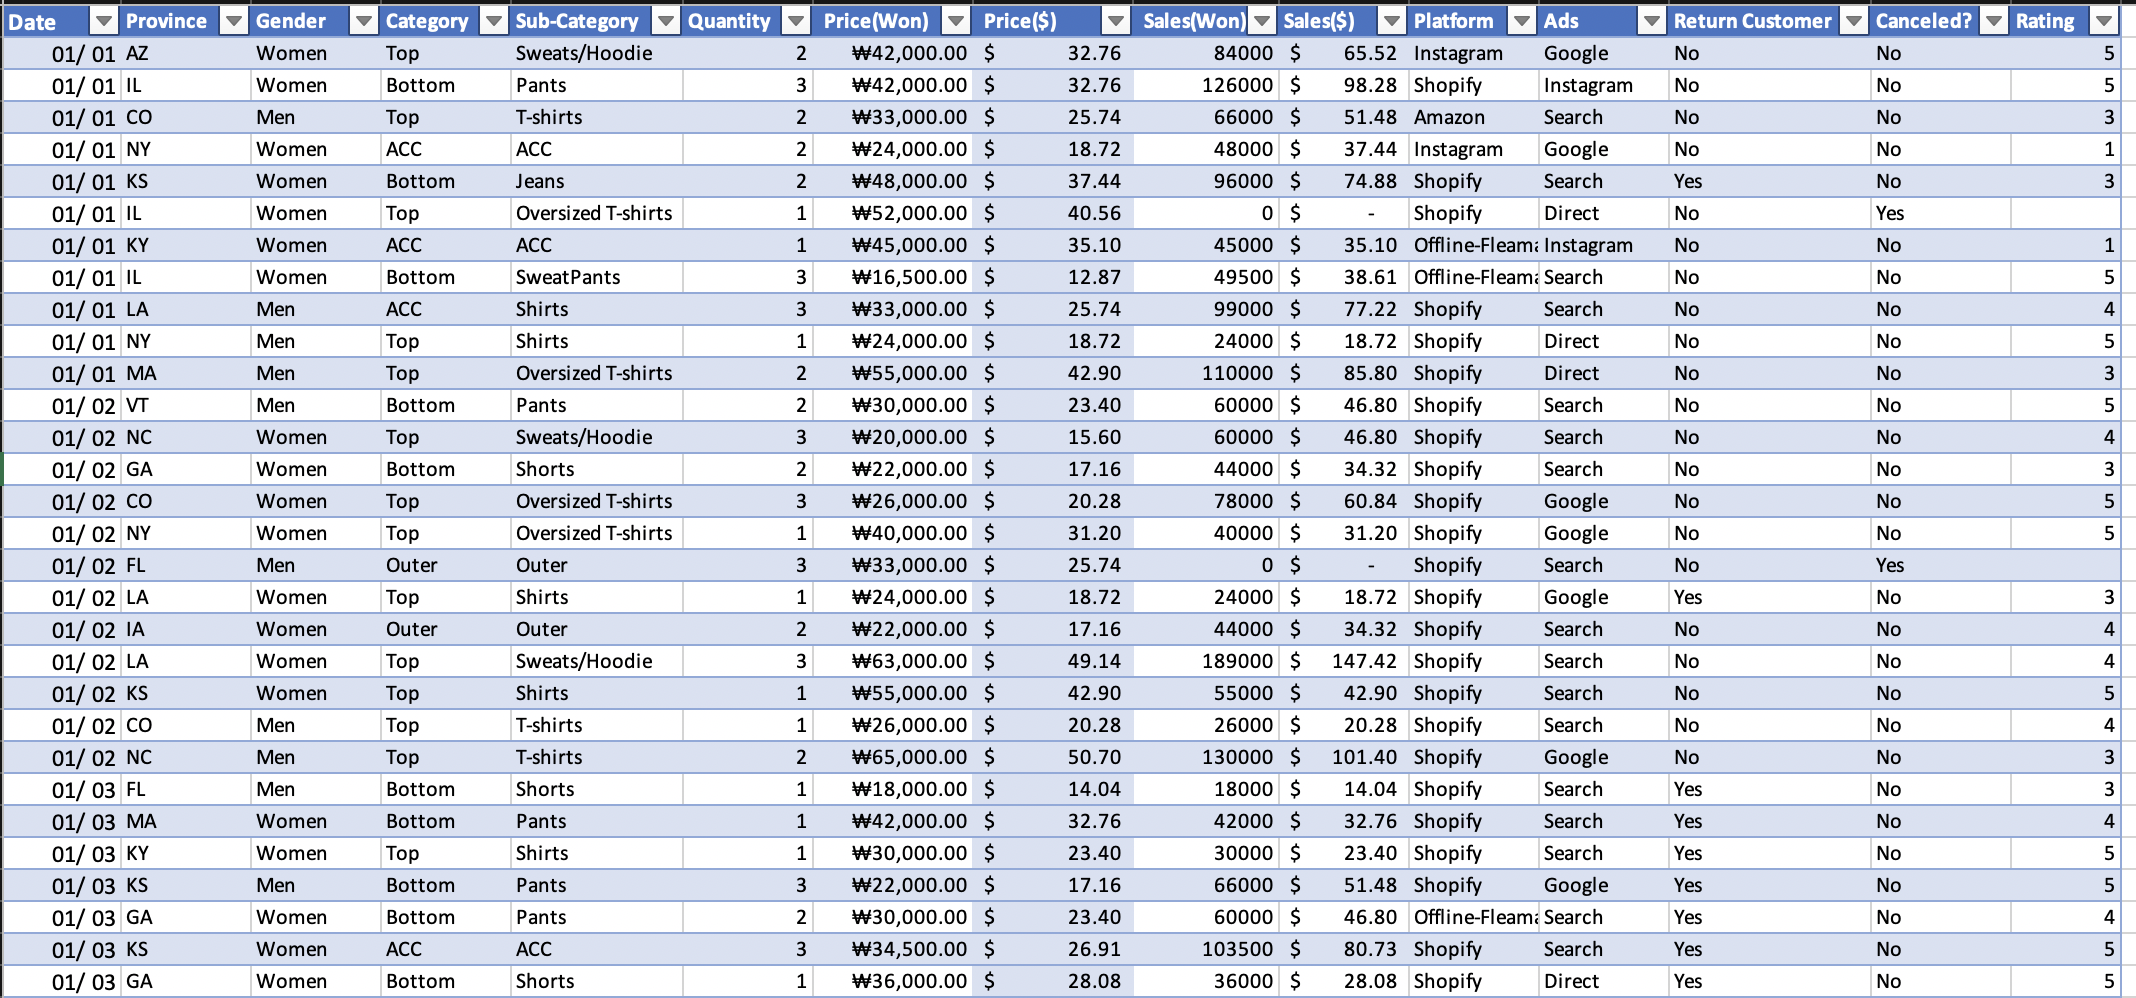 Date Province Gender Category Sub-Category Quantity Price(Won) Price($) Sales(Won) Sales($) Platform Ads Return Customer Canceled? Rating
01/ 01 AZ Women Top Sweats/Hoodie 2 ₩42,000.00 $ 32.76 84000 $ 65.52 Instagram Google No No 5
01/ 01 IL Women Bottom Pants 3 ₩42,000.00 $ 32.76 126000 $ 98.28 Shopify Instagram No No 5
01/ 01 CO Men Top T-shirts 2 ₩33,000.00 $ 25.74 66000 $ 51.48 Amazon Search No No 3
01/ 01 NY Women ACC ACC 2 ₩24,000.00 $ 18.72 48000 $ 37.44 Instagram Google No No 1
01/ 01 KS Women Bottom Jeans 2 ₩48,000.00 $ 37.44 96000 $ 74.88 Shopify Search Yes No 3
01/ 01 IL Women Top Oversized T-shirts 1 ₩52,000.00 $ 40.56 0 $ - Shopify Direct No Yes
01/ 01 KY Women ACC ACC 1 ₩45,000.00 $ 35.10 45000 $ 35.10 Offline-Fleama Instagram No No 1
01/ 01 IL Women Bottom SweatPants 3 ₩16,500.00 $ 12.87 49500 $ 38.61 Offline-Fleama Search No No 5
01/ 01 LA Men ACC Shirts 3 ₩33,000.00 $ 25.74 99000 $ 77.22 Shopify Search No No 4
01/ 01 NY Men Top Shirts 1 ₩24,000.00 $ 18.72 24000 $ 18.72 Shopify Direct No No 5
01/ 01 MA Men Top Oversized T-shirts 2 ₩55,000.00 $ 42.90 110000 $ 85.80 Shopify Direct No No 3
01/ 02 VT Men Bottom Pants 2 ₩30,000.00 $ 23.40 60000 $ 46.80 Shopify Search No No 5
01/ 02 NC Women Top Sweats/Hoodie 3 ₩20,000.00 $ 15.60 60000 $ 46.80 Shopify Search No No 4
01/ 02 GA Women Bottom Shorts 2 ₩22,000.00 $ 17.16 44000 $ 34.32 Shopify Search No No 3
01/ 02 CO Women Top Oversized T-shirts 3 ₩26,000.00 $ 20.28 78000 $ 60.84 Shopify Google No No 5
01/ 02 NY Women Top Oversized T-shirts 1 ₩40,000.00 $ 31.20 40000 $ 31.20 Shopify Google No No 5
01/ 02 FL Men Outer Outer 3 ₩33,000.00 $ 25.74 0 $ - Shopify Search No Yes
01/ 02 LA Women Top Shirts 1 ₩24,000.00 $ 18.72 24000 $ 18.72 Shopify Google Yes No 3
01/ 02 IA Women Outer Outer 2 ₩22,000.00 $ 17.16 44000 $ 34.32 Shopify Search No No 4
01/ 02 LA Women Top Sweats/Hoodie 3 ₩63,000.00 $ 49.14 189000 $ 147.42 Shopify Search No No 4
01/ 02 KS Women Top Shirts 1 ₩55,000.00 $ 42.90 55000 $ 42.90 Shopify Search No No 5
01/ 02 CO Men Top T-shirts 1 ₩26,000.00 $ 20.28 26000 $ 20.28 Shopify Search No No 4
01/ 02 NC Men Top T-shirts 2 ₩65,000.00 $ 50.70 130000 $ 101.40 Shopify Google No No 3
01/ 03 FL Men Bottom Shorts 1 ₩18,000.00 $ 14.04 18000 $ 14.04 Shopify Search Yes No 3
01/ 03 MA Women Bottom Pants 1 ₩42,000.00 $ 32.76 42000 $ 32.76 Shopify Search Yes No 4
01/ 03 KY Women Top Shirts 1 ₩30,000.00 $ 23.40 30000 $ 23.40 Shopify Search Yes No 5
01/ 03 KS Men Bottom Pants 3 ₩22,000.00 $ 17.16 66000 $ 51.48 Shopify Google Yes No 5
01/ 03 GA Women Bottom Pants 2 ₩30,000.00 $ 23.40 60000 $ 46.80 Offline-Fleama Search Yes No 4
01/ 03 KS Women ACC ACC 3 ₩34,500.00 $ 26.91 103500 $ 80.73 Shopify Search Yes No 5
01/ 03 GA Women Bottom Shorts 1 ₩36,000.00 $ 28.08 36000 $ 28.08 Shopify Direct Yes No 5